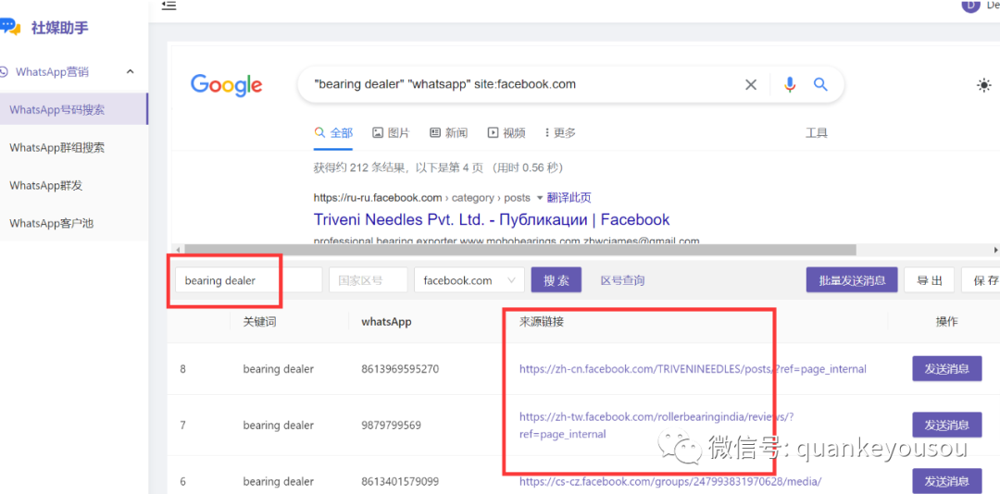 社媒助手
D De
WhatsApp营销
WhatsApp号码搜索
WhatsApp群组搜索
WhatsApp群发
WhatsApp客户池
Google
"bearing dealer" "whatsapp" site:facebook.com
全部 图片 新闻 视频 更多 工具
获得约 212 条结果，以下是第 4 页 （用时 0.56 秒）
https://ru-ru.facebook.com › category › posts 翻译此页
Triveni Needles Pvt. Ltd. - Публикации | Facebook
professional bearing exporter www.mohobearings.com zhwcjames@gmail.com
bearing dealer 国家区号 facebook.com 搜 索 区号查询 批量发送消息 导 出 保 存
关键词 whatsApp 来源链接 操作
8 bearing dealer 8613969595270 https://zh-cn.facebook.com/TRIVENINEEDLES/posts/?ref=page_internal 发送消息
7 bearing dealer 9879799569 https://zh-tw.facebook.com/rollerbearingindia/reviews/?
ref=page_internal 发送消息
微信号: quankeyousou
6 bearing dealer 8613401579099 https://cs-cz.facebook.com/groups/247993831970628/media/ 发送消息